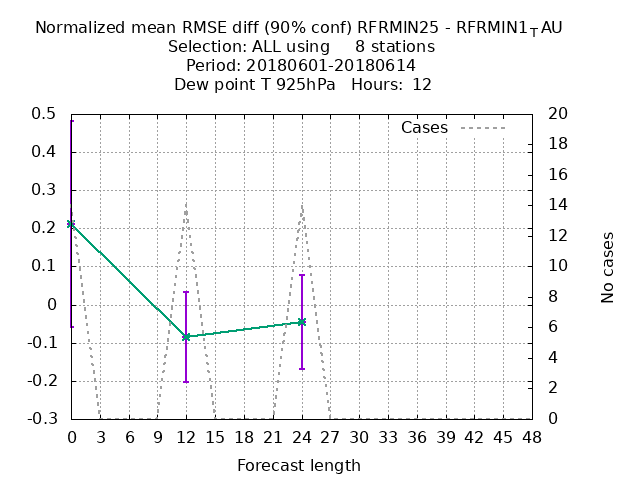 Normalized mean RMSE diff (90% conf) RFRMIN25 - RFRMIN1TAU
Selection: ALL using 8 stations
Period: 20180601-20180614
Dew point T 925hPa Hours: 12
Cases
0.5
0.4
0.3
0.2
0.1
0
-0.1
-0.2
-0.3
20
18
16
14
12
10
8
6
4
2
0
No cases
0 3 6 9 12 15 18 21 24 27 30 33 36 39 42 45 48
Forecast length